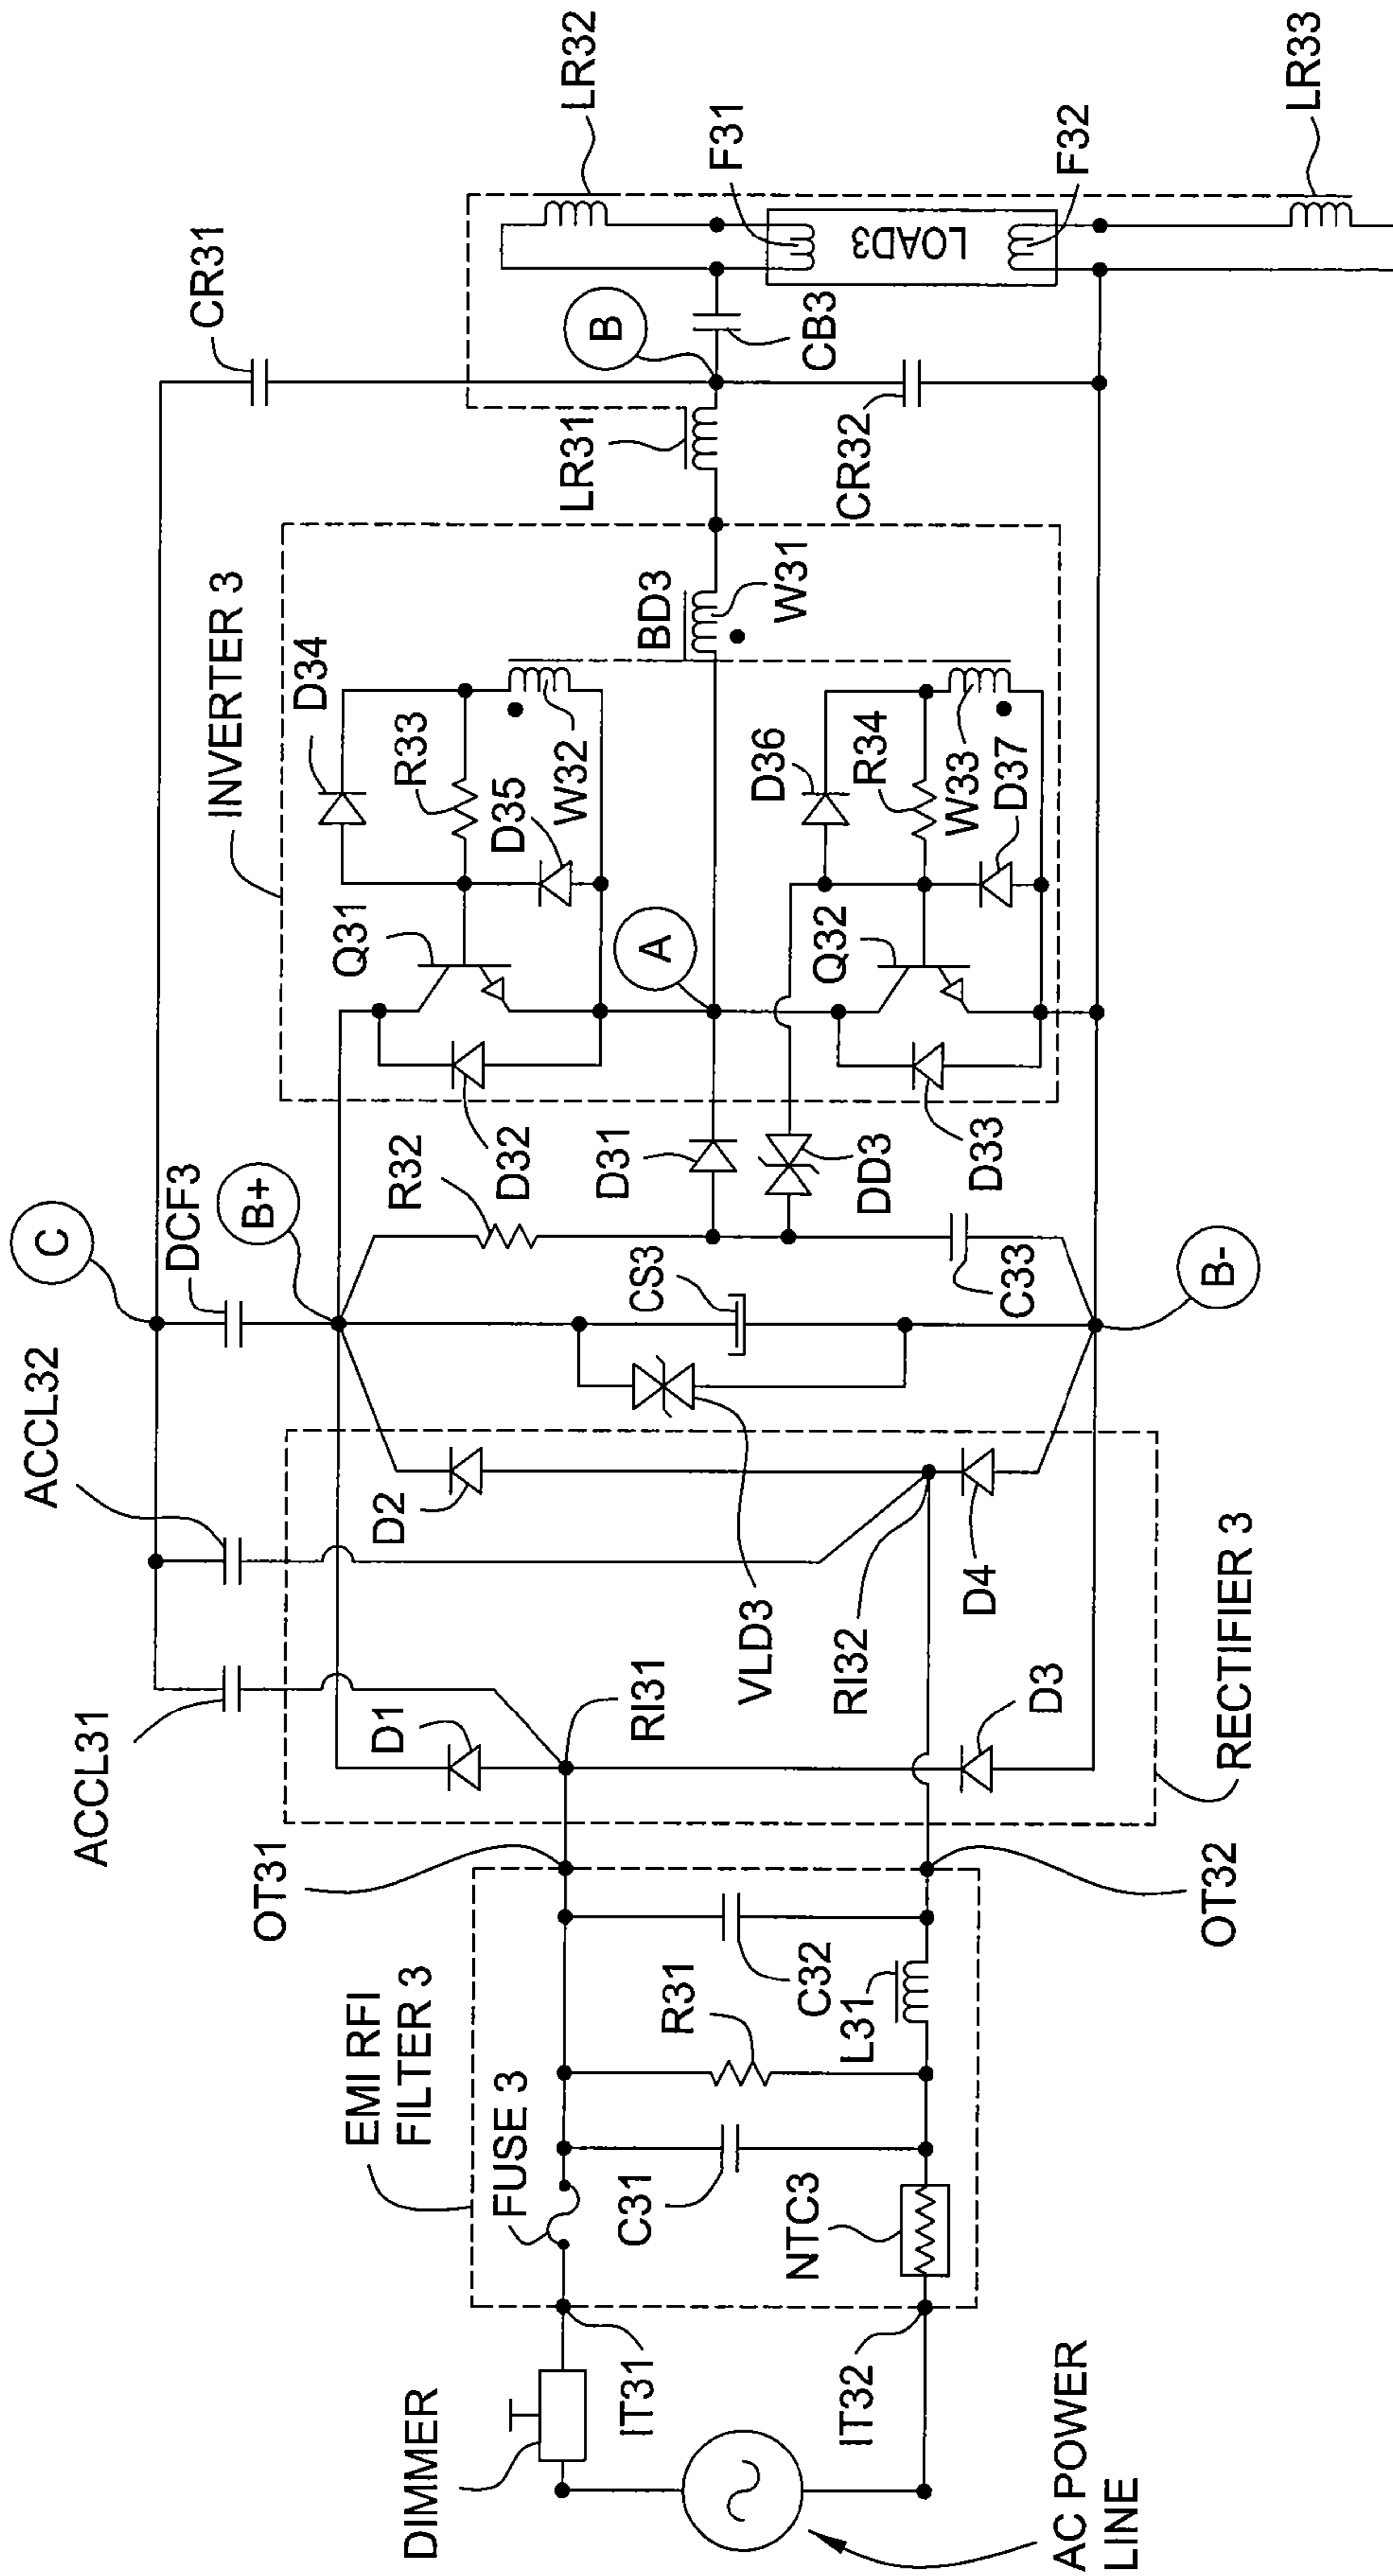 DIMMER
AC POWER
LINE
IT31
IT32
EMI RFI
FILTER 3
FUSE 3
C31
NTC3
R31
C32
L31
OT31
OT32
ACCL31
ACCL32
D1
D2
RI31
RI32
D3
D4
RECTIFIER 3
VLD3
C
DCF3
B+
CS3
B-
R32
C33
D31
DD3
D32
D33
INVERTER 3
Q31
D34
R33
D35
W32
A
Q32
D36
R34
W33
D37
BD3
W31
LR31
CR31
CR32
B
CB3
LR32
F31
LOAD3
F32
LR33